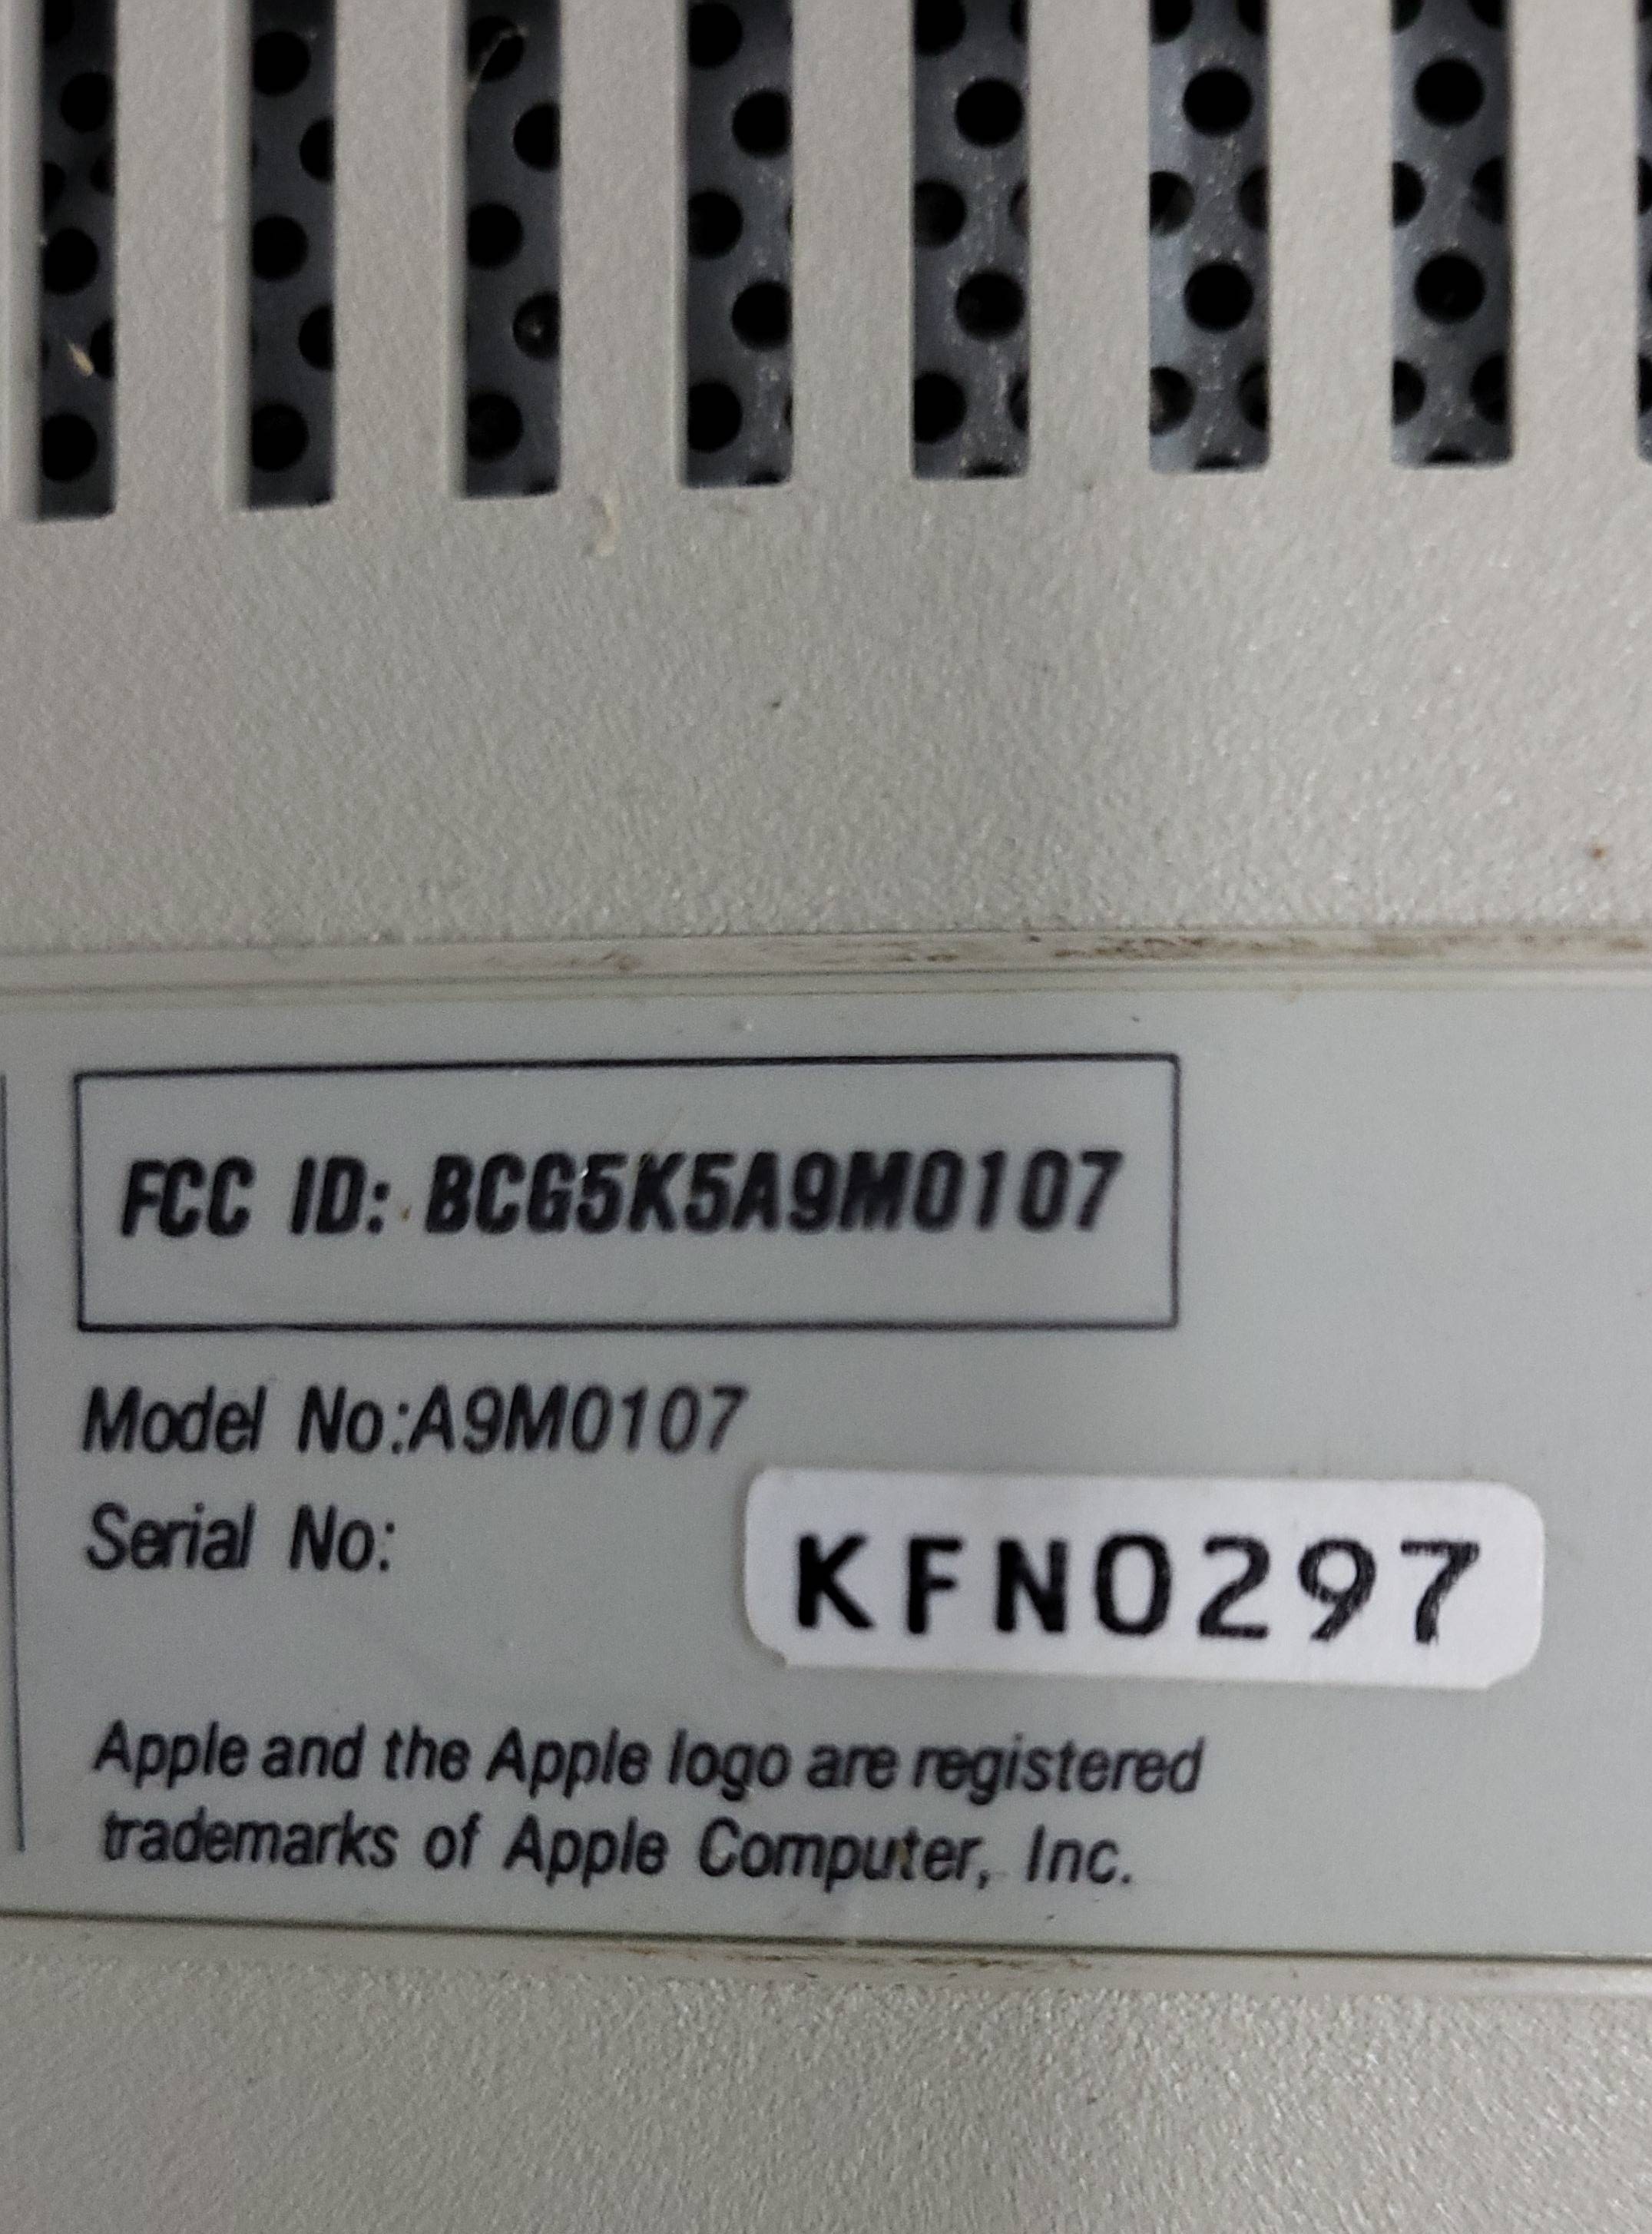 FCC ID: BCG5K5A9M0107
Model No:A9M0107
Serial No:
KFN0297
Apple and the Apple logo are registered
trademarks of Apple Computer, Inc.